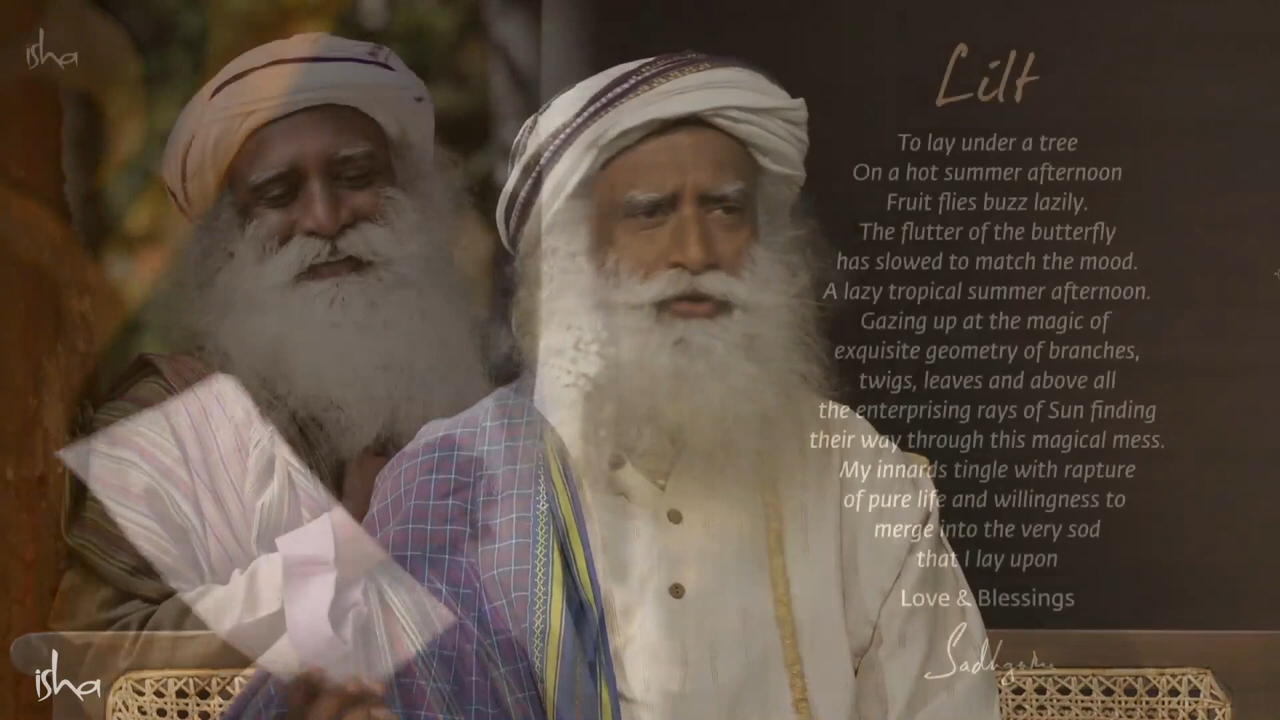 isha
Lilt
To lay under a tree
On a hot summer afternoon
Fruit flies buzz lazily.
The flutter of the butterfly
has slowed to match the mood.
A lazy tropical summer afternoon.
Gazing up at the magic of
exquisite geometry of branches,
twigs, leaves and above all
the enterprising rays of Sun finding
their way through this magical mess.
My innards tingle with rapture
of pure life and willingness to
merge into the very sod
that I lay upon
Love & Blessings
Sadhguru
isha